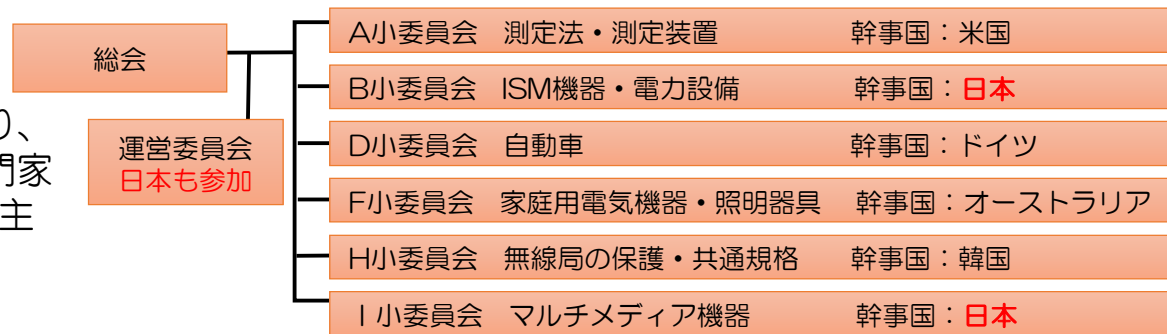 総会
り、
門家
主
運営委員会
日本も参加
A小委員会 測定法・測定装置 幹事国：米国
B小委員会 ISM機器・電力設備 幹事国：日本
D小委員会 自動車 幹事国：ドイツ
F小委員会 家庭用電気機器・照明器具 幹事国：オーストラリア
H小委員会 無線局の保護・共通規格 幹事国：韓国
I小委員会 マルチメディア機器 幹事国：日本